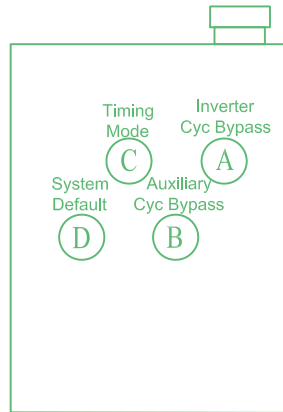 Inverter
Cyc Bypass
A
Timing
Mode
C
System
Default
D
Auxiliary
Cyc Bypass
B